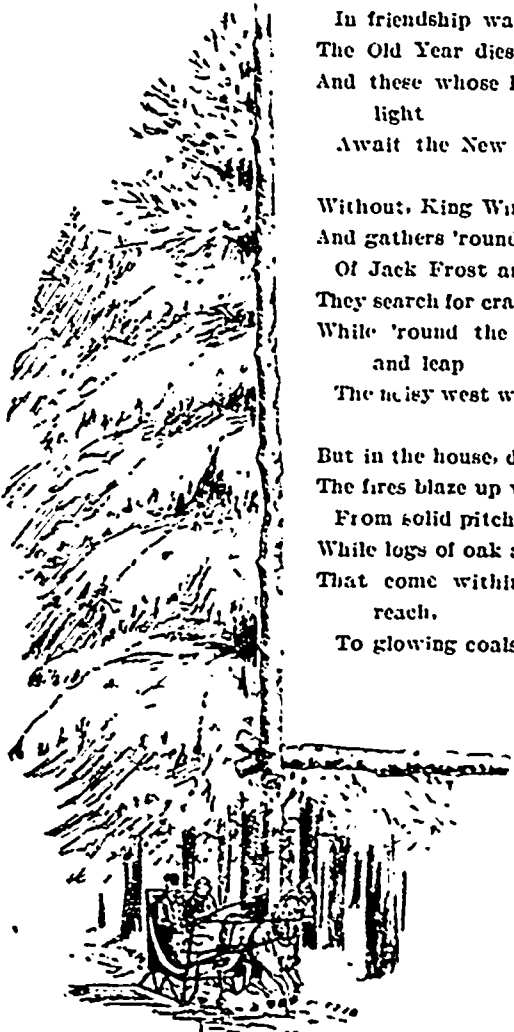 In friendship wa
The Old Year dies
And these whose
light
Await the New
Without, King Wi
And gathers 'round
Of Jack Frost a
They search for cra
While 'round the
and leap
The noisy west w
But in the house, d
The fires blaze up
From solid pitch
While logs of oak a
That come within
reach,
To glowing coals